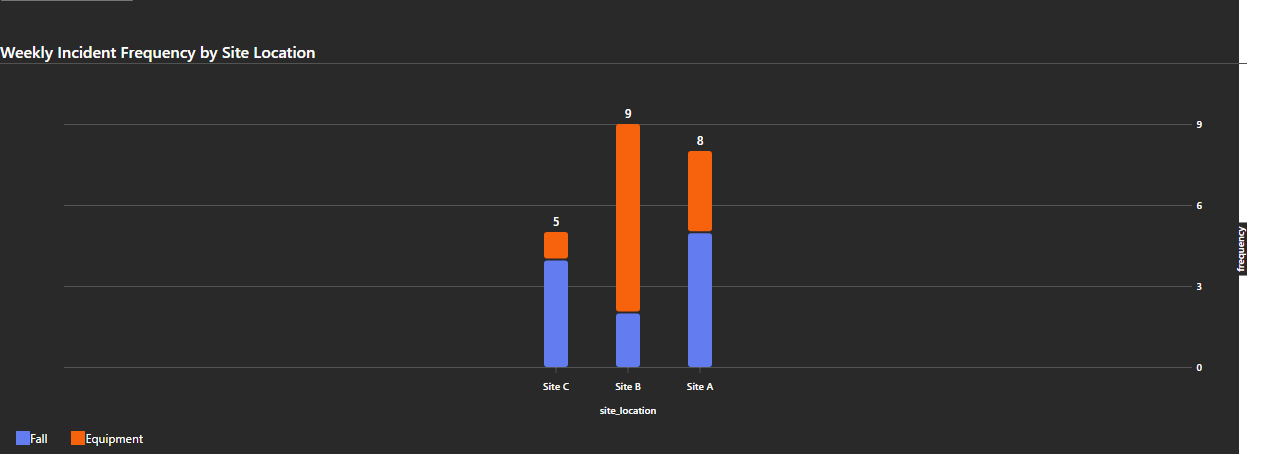 Weekly Incident Frequency by Site Location
9
8
5
9
6
3
0
frequency
Site C
Site B
Site A
site_location
Fall
Equipment